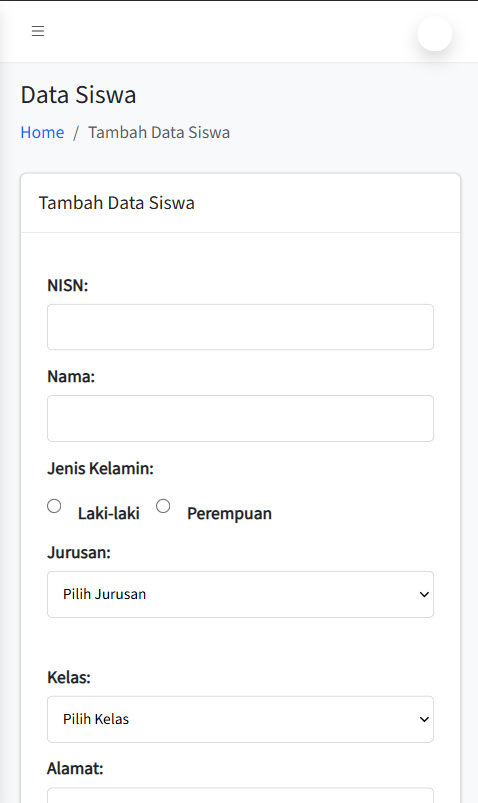 Data Siswa
Home / Tambah Data Siswa
Tambah Data Siswa
NISN:
Nama:
Jenis Kelamin:
Laki-laki Perempuan
Jurusan:
Pilih Jurusan
Kelas:
Pilih Kelas
Alamat: